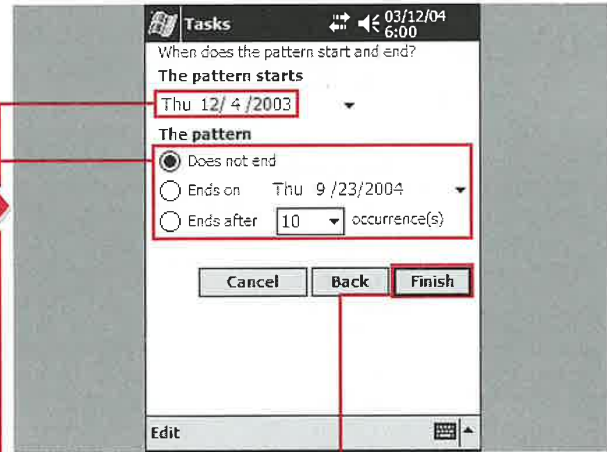 Tasks
03/12/04
6:00
When does the pattern start and end?
The pattern starts
Thu 12/ 4 /2003
The pattern
Does not end
Ends on Thu 9 /23/2004
Ends after 10 occurrence(s)
Cancel Back Finish
Edit